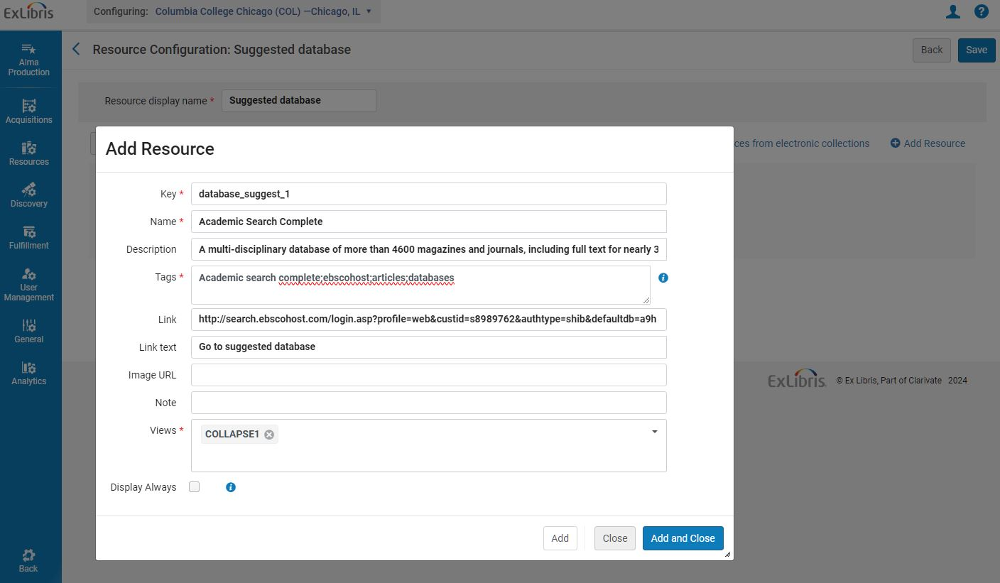 ExLibris
Configuring: Columbia College Chicago (COL) —Chicago, IL
Alma Production
Resource Configuration: Suggested database
Back
Save
Resource display name *
Suggested database
Acquisitions
Resources
Discovery
Fulfillment
User Management
General
Analytics
Back
ces from electronic collections
Add Resource
Add Resource
Key * database_suggest_1
Name * Academic Search Complete
Description A multi-disciplinary database of more than 4600 magazines and journals, including full text for nearly 3
Tags * Academic search complete;ebscohost;articles;databases
Link http://search.ebscohost.com/login.asp?profile=web&custid=s8989762&authtype=shib&defaultdb=a9h
Link text Go to suggested database
Image URL
Note
Views * COLLAPSE1
Display Always
Add
Close
Add and Close
ExLibris © Ex Libris, Part of Clarivate 2024